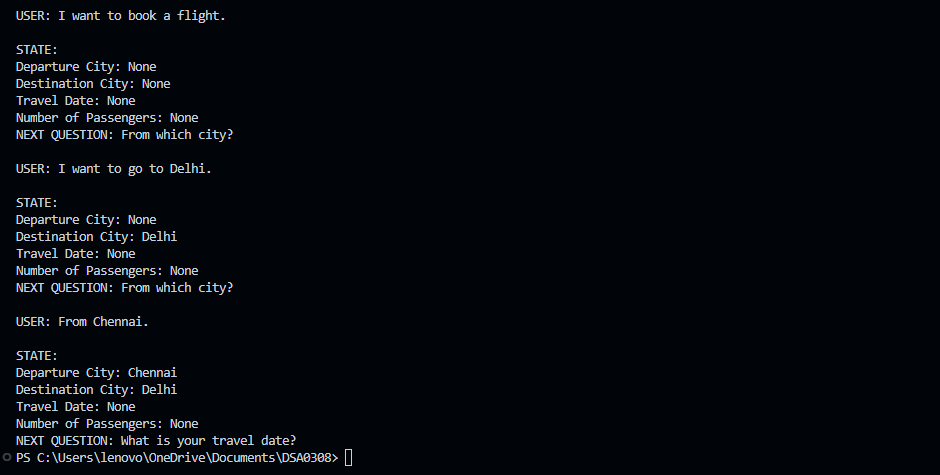 USER: I want to book a flight.
STATE:
Departure City: None
Destination City: None
Travel Date: None
Number of Passengers: None
NEXT QUESTION: From which city?
USER: I want to go to Delhi.
STATE:
Departure City: None
Destination City: Delhi
Travel Date: None
Number of Passengers: None
NEXT QUESTION: From which city?
USER: From Chennai.
STATE:
Departure City: Chennai
Destination City: Delhi
Travel Date: None
Number of Passengers: None
NEXT QUESTION: What is your travel date?
PS C:\Users\lenovo\OneDrive\Documents\DSA0308>